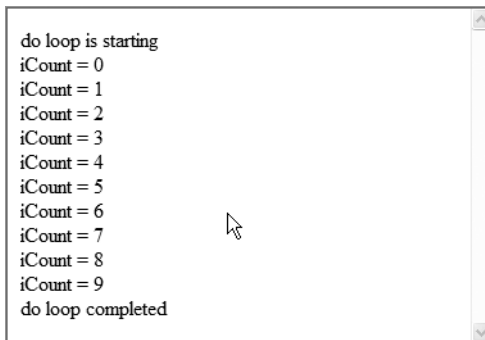 do loop is starting
iCount = 0
iCount = 1
iCount = 2
iCount = 3
iCount = 4
iCount = 5
iCount = 6
iCount = 7
iCount = 8
iCount = 9
do loop completed